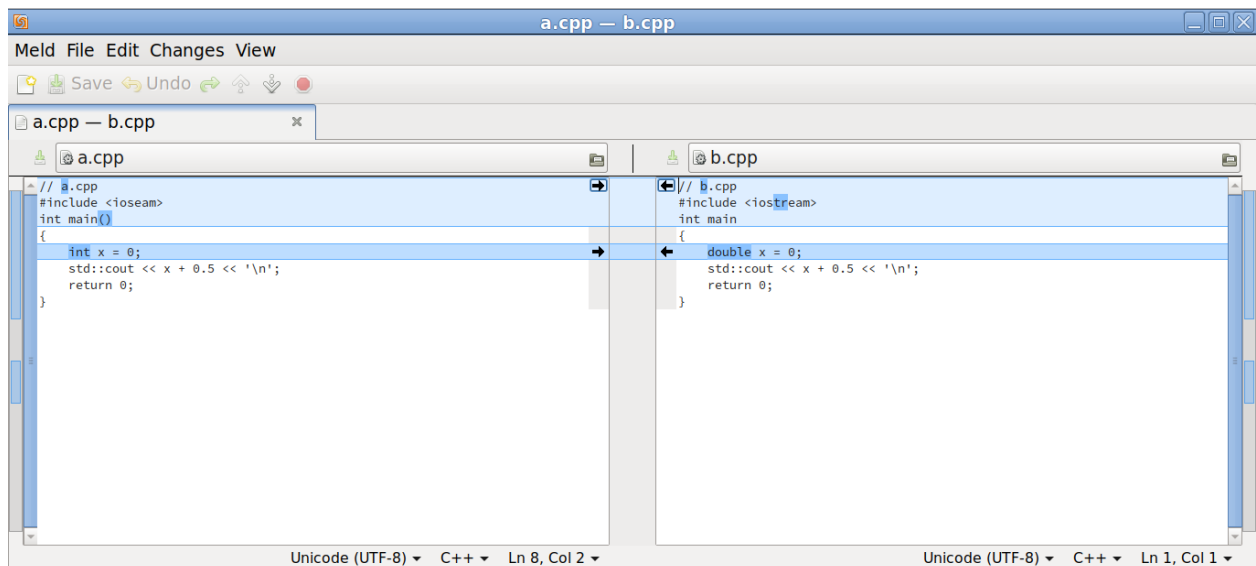 a.cpp — b.cpp
Meld File Edit Changes View
Save Undo
a.cpp — b.cpp
a.cpp
b.cpp
// a.cpp
#include <ioseam>
int main()
{
    int x = 0;
    std::cout << x + 0.5 << '\n';
    return 0;
}
// b.cpp
#include <iostream>
int main
{
    double x = 0;
    std::cout << x + 0.5 << '\n';
    return 0;
}
Unicode (UTF-8) C++ Ln 8, Col 2
Unicode (UTF-8) C++ Ln 1, Col 1